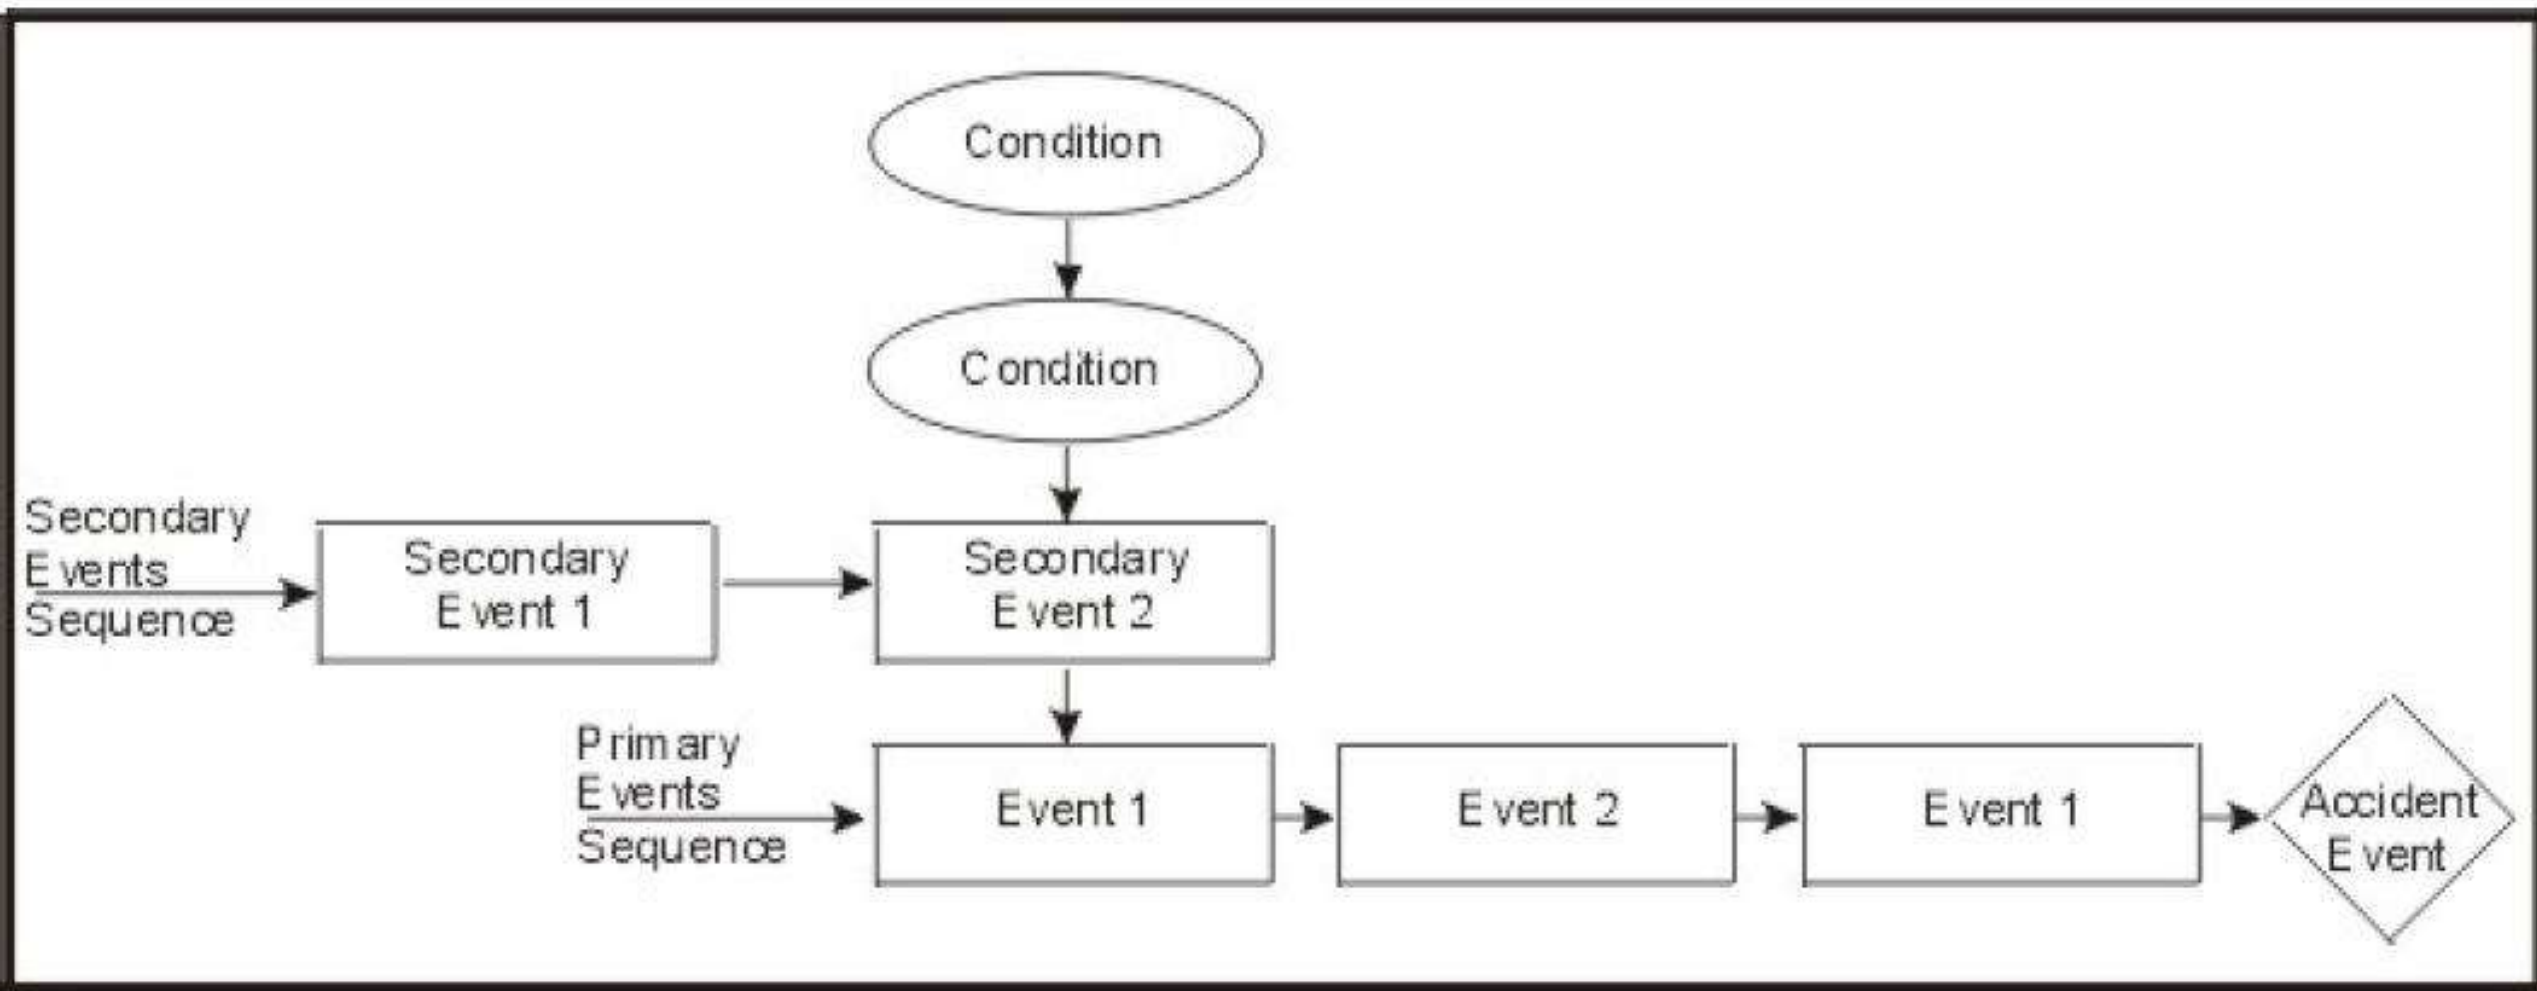 Condition
Condition
Secondary
Events
Sequence
Secondary
Event 1
Secondary
Event 2
Primary
Events
Sequence
Event 1
Event 2
Event 1
Accident
Event